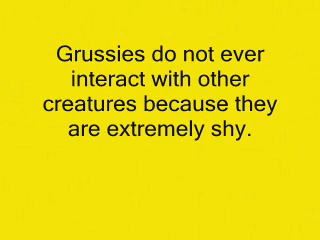 Grussies do not ever
interact with other
creatures because they
are extremely shy.